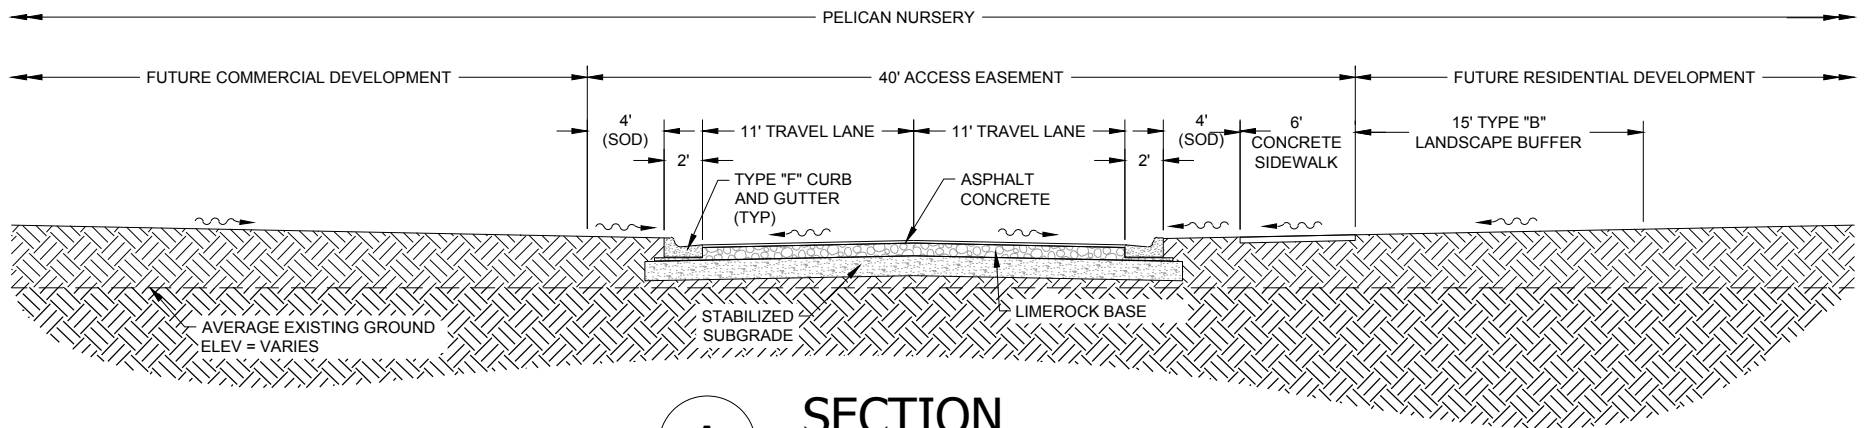 PELICAN NURSERY
FUTURE COMMERCIAL DEVELOPMENT
40' ACCESS EASEMENT
FUTURE RESIDENTIAL DEVELOPMENT
4'
(SOD)
2'
11' TRAVEL LANE
11' TRAVEL LANE
2'
4'
(SOD)
6'
CONCRETE
SIDEWALK
15' TYPE "B"
LANDSCAPE BUFFER
TYPE "F" CURB
AND GUTTER
(TYP)
ASPHALT
CONCRETE
AVERAGE EXISTING GROUND
ELEV = VARIES
STABILIZED
SUBGRADE
LIMEROCK BASE
A
SECTION